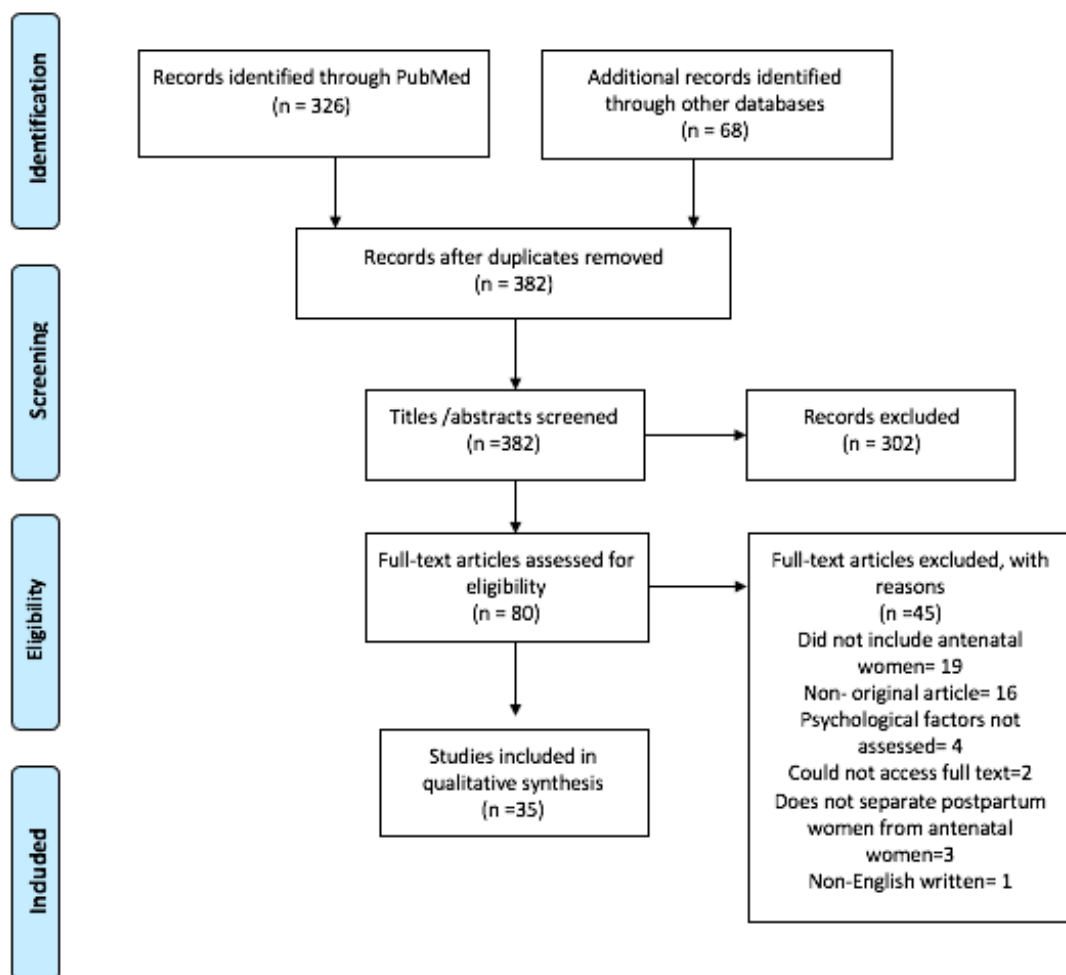 Identification
Records identified through PubMed
(n = 326)
Additional records identified
through other databases
(n = 68)
Records after duplicates removed
(n = 382)
Screening
Titles /abstracts screened
(n =382)
Records excluded
(n = 302)
Eligibility
Full-text articles assessed for
eligibility
(n = 80)
Full-text articles excluded, with
reasons
(n =45)
Did not include antenatal
women= 19
Non- original article= 16
Psychological factors not
assessed= 4
Could not access full text=2
Does not separate postpartum
women from antenatal
women=3
Non-English written= 1
Included
Studies included in
qualitative synthesis
(n =35)